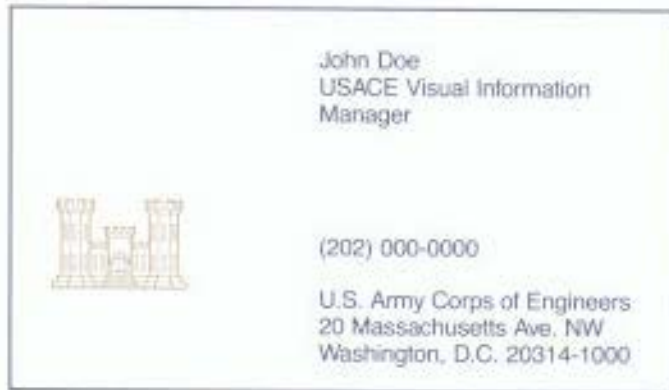 John Doe
USACE Visual Information
Manager
(202) 000-0000
U.S. Army Corps of Engineers
20 Massachusetts Ave. NW
Washington, D.C. 20314-1000